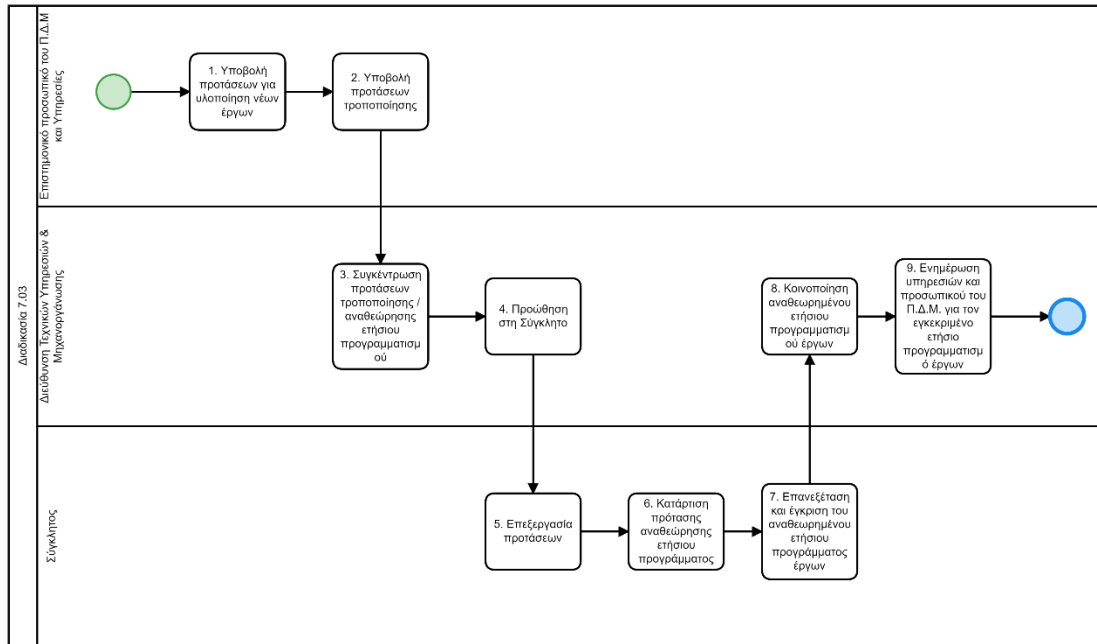 Διαδικασία 7.03
Επιστημονικό προσωπικό του Π.Δ.Μ
και Υπηρεσίες
1. Υποβολή
προτάσεων για
υλοποίηση νέων
έργων
2. Υποβολή
προτάσεων
τροποποίησης
Διεύθυνση Τεχνικών Υπηρεσιών &
Μηχανοργάνωσης
3. Συγκέντρωση
προτάσεων
τροποποίησης /
αναθεώρησης
ετήσιου
προγραμματισμ
ού
4. Προώθηση
στη Σύγκλητο
8. Κοινοποίηση
αναθεωρημένου
ετήσιου
προγραμματισμ
ού έργων
9. Ενημέρωση
υπηρεσιών και
προσωπικού του
Π.Δ.Μ. για τον
εγκεκριμένο
ετήσιο
προγραμματισμ
ό έργων
Σύγκλητος
5. Επεξεργασία
προτάσεων
6. Κατάρτιση
πρότασης
αναθεώρησης
ετήσιου
προγράμματος
7. Επανεξέταση
και έγκριση του
αναθεωρημένου
ετήσιου
προγράμματος
έργων